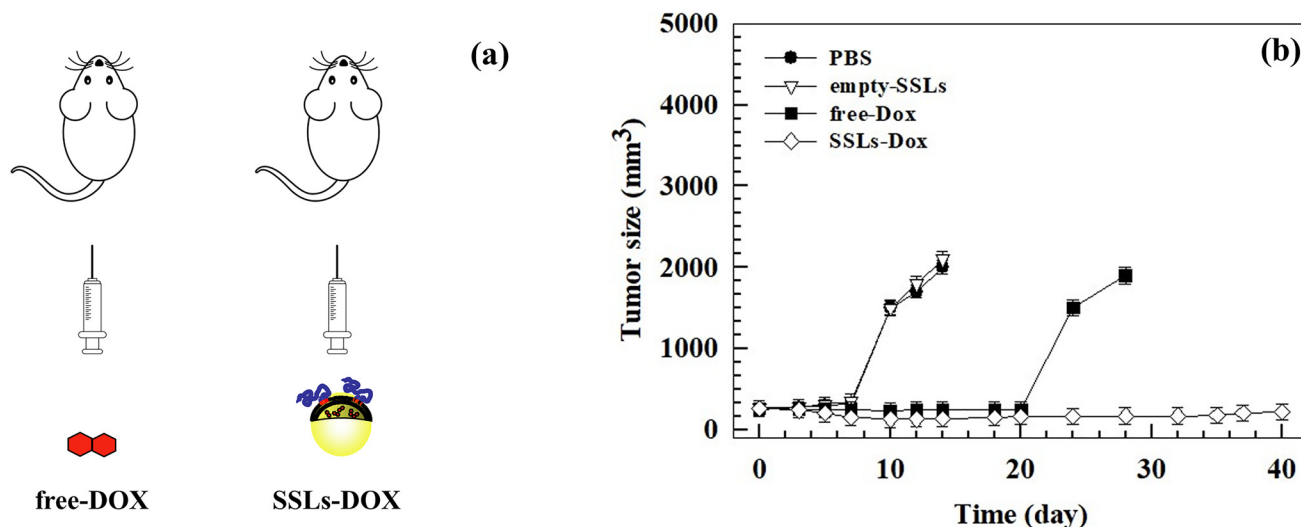 (a)
free-DOX
SSLs-DOX
(b)
PBS
empty-SSLs
free-Dox
SSLs-Dox
Tumor size (mm³)
5000
4000
3000
2000
1000
0
0 10 20 30 40
Time (day)